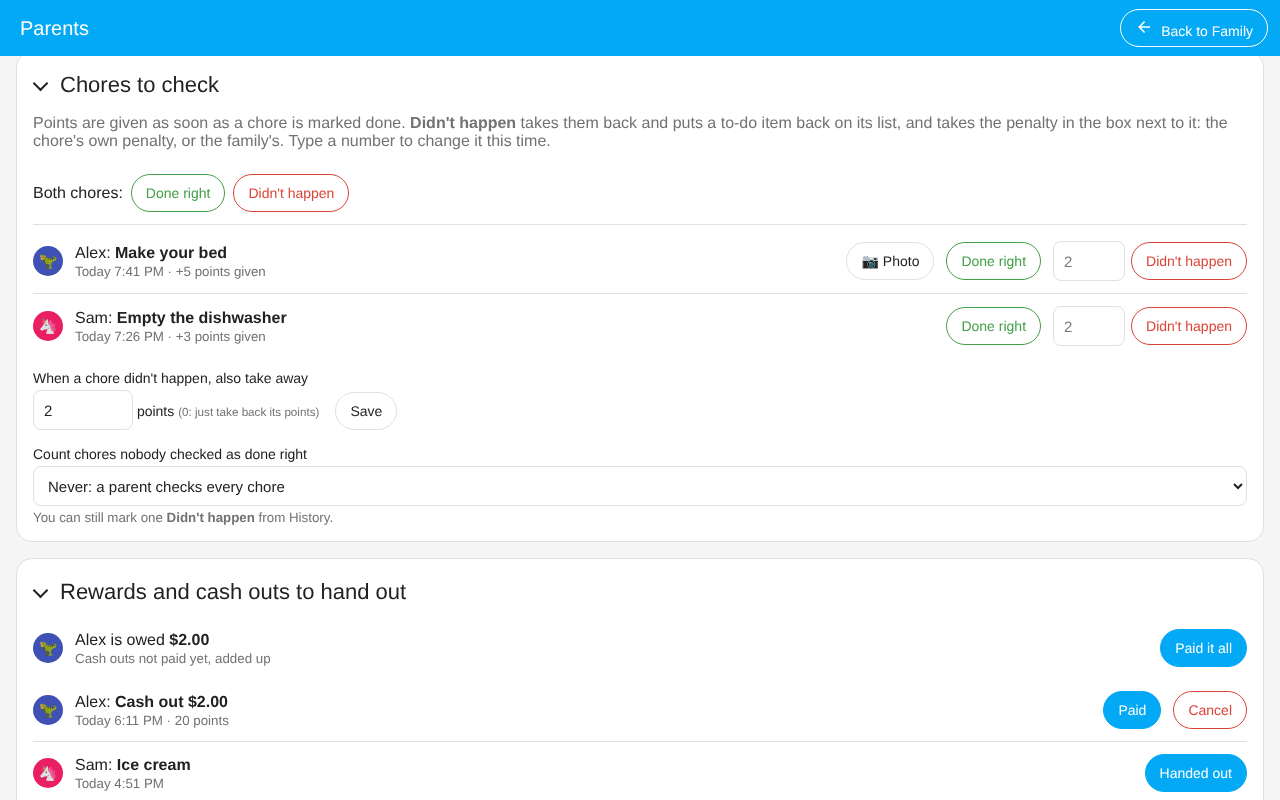 Parents
Back to Family
Chores to check
Points are given as soon as a chore is marked done. Didn't happen takes them back and puts a to-do item back on its list, and takes the penalty in the box next to it: the
chore's own penalty, or the family's. Type a number to change it this time.
Both chores: Done right Didn't happen
Alex: Make your bed
Today 7:41 PM · +5 points given
Photo Done right 2 Didn't happen
Sam: Empty the dishwasher
Today 7:26 PM · +3 points given
Done right 2 Didn't happen
When a chore didn't happen, also take away
2 points (0: just take back its points) Save
Count chores nobody checked as done right
Never: a parent checks every chore
You can still mark one Didn't happen from History.
Rewards and cash outs to hand out
Alex is owed $2.00
Cash outs not paid yet, added up
Paid it all
Alex: Cash out $2.00
Today 6:11 PM · 20 points
Paid Cancel
Sam: Ice cream
Today 4:51 PM
Handed out